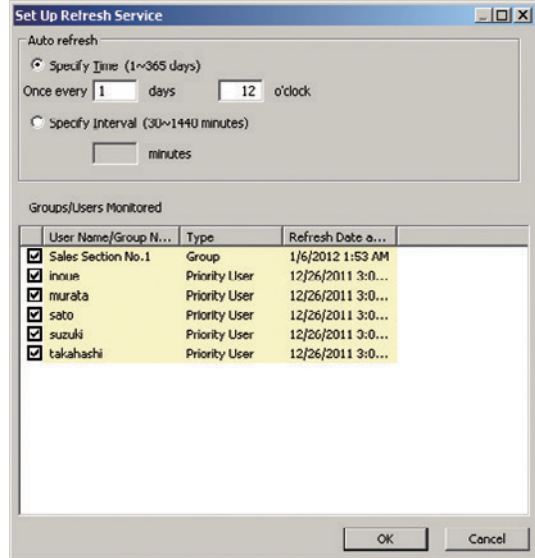 Set Up Refresh Service
Auto refresh
Specify Time (1~365 days)
Once every 1 days 12 o'clock
Specify Interval (30~1440 minutes)
minutes
Groups/Users Monitored
User Name/Group N... Type Refresh Date a...
Sales Section No.1 Group 1/6/2012 1:53 AM
inoue Priority User 12/26/2011 3:0...
murata Priority User 12/26/2011 3:0...
sato Priority User 12/26/2011 3:0...
suzuki Priority User 12/26/2011 3:0...
takahashi Priority User 12/26/2011 3:0...
OK Cancel